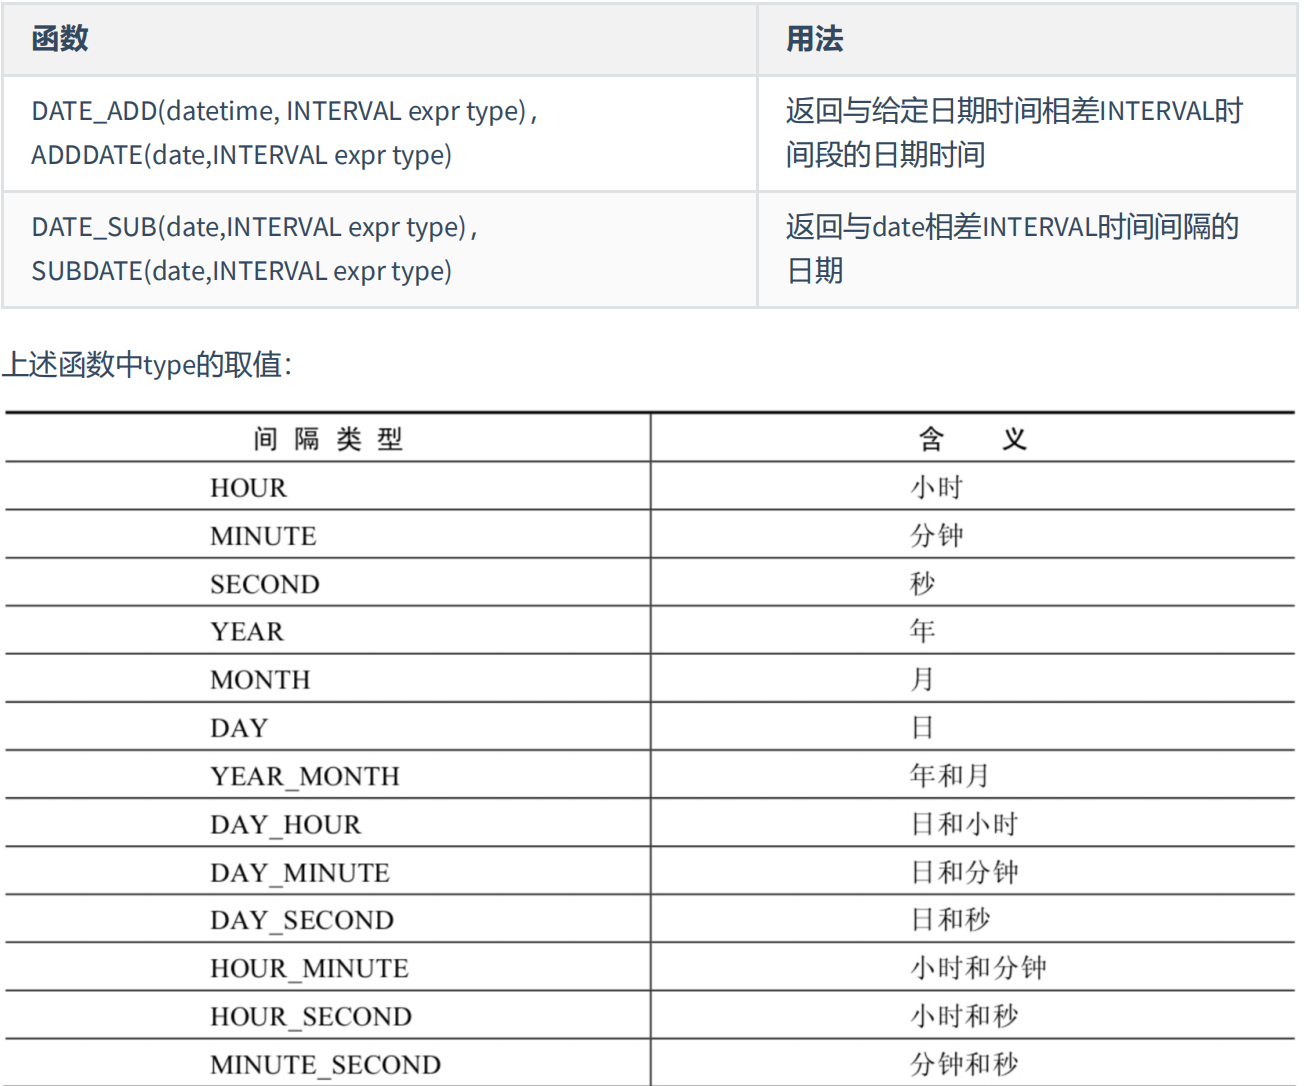 函数 用法
DATE_ADD(datetime, INTERVAL expr type), 返回与给定日期时间相差INTERVAL时
ADDDATE(date,INTERVAL expr type) 间段的日期时间
DATE_SUB(date,INTERVAL expr type), 返回与date相差INTERVAL时间间隔的
SUBDATE(date,INTERVAL expr type) 日期
上述函数中type的取值：
间隔类型 含 义
HOUR 小时
MINUTE 分钟
SECOND 秒
YEAR 年
MONTH 月
DAY 日
YEAR_MONTH 年和月
DAY_HOUR 日和小时
DAY_MINUTE 日和分钟
DAY_SECOND 日和秒
HOUR_MINUTE 小时和分钟
HOUR_SECOND 小时和秒
MINUTE_SECOND 分钟和秒